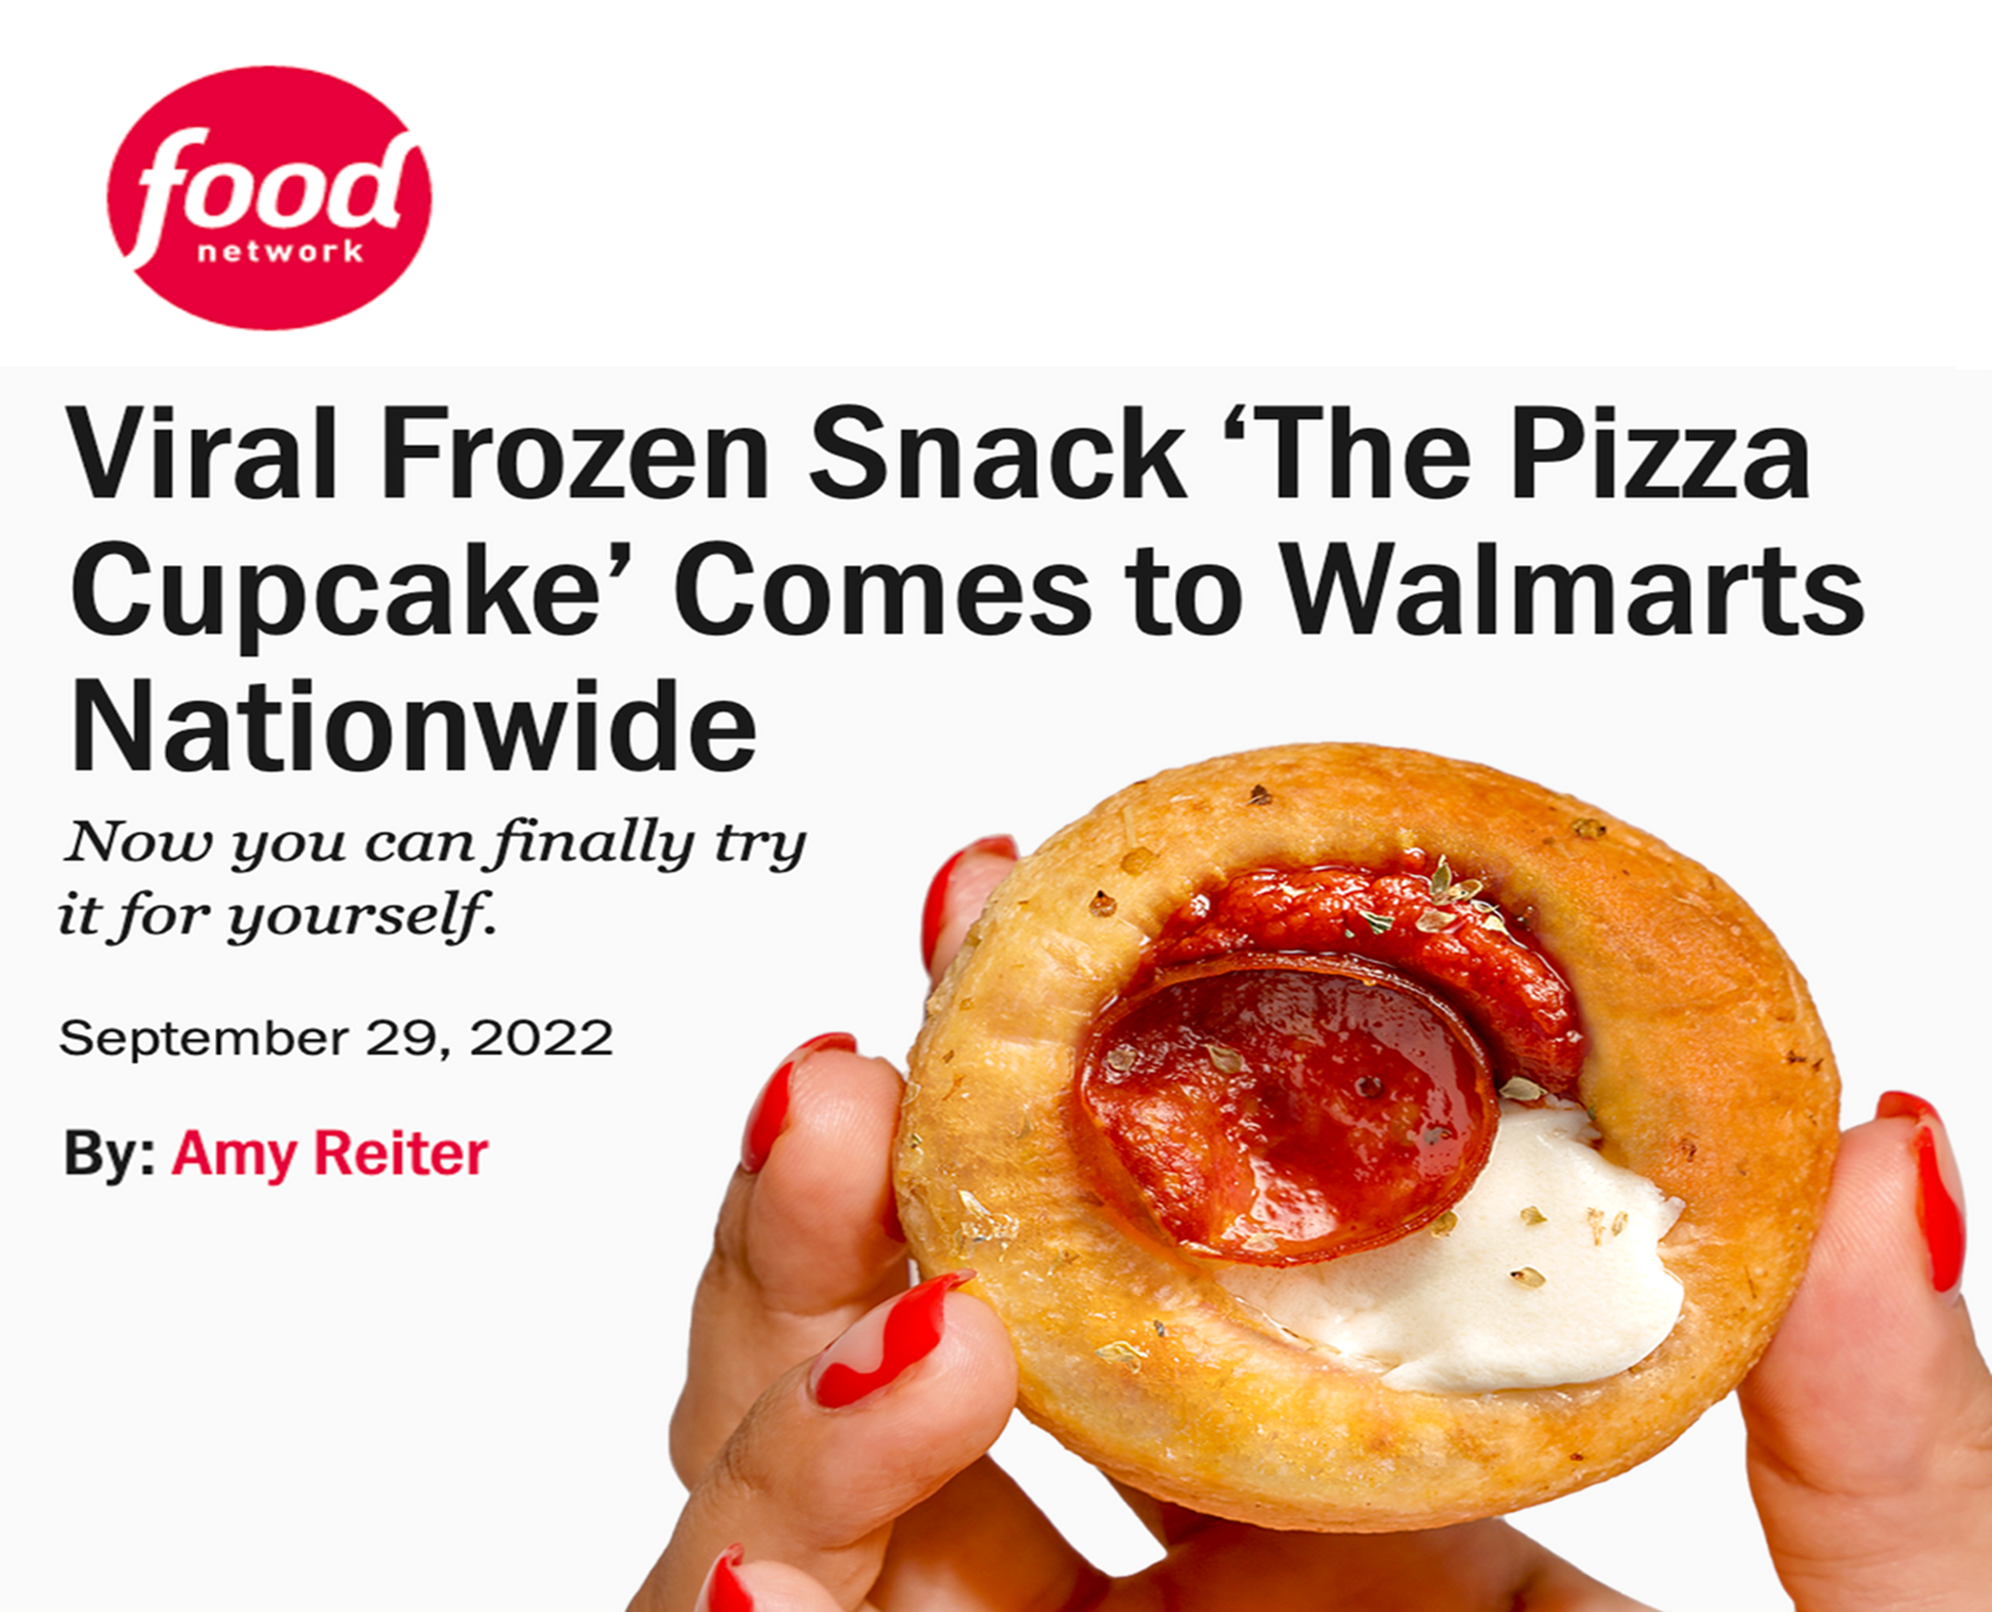 food
network
Viral Frozen Snack ‘The Pizza
Cupcake’ Comes to Walmarts
Nationwide
Now you can finally try
it for yourself.
September 29, 2022
By: Amy Reiter